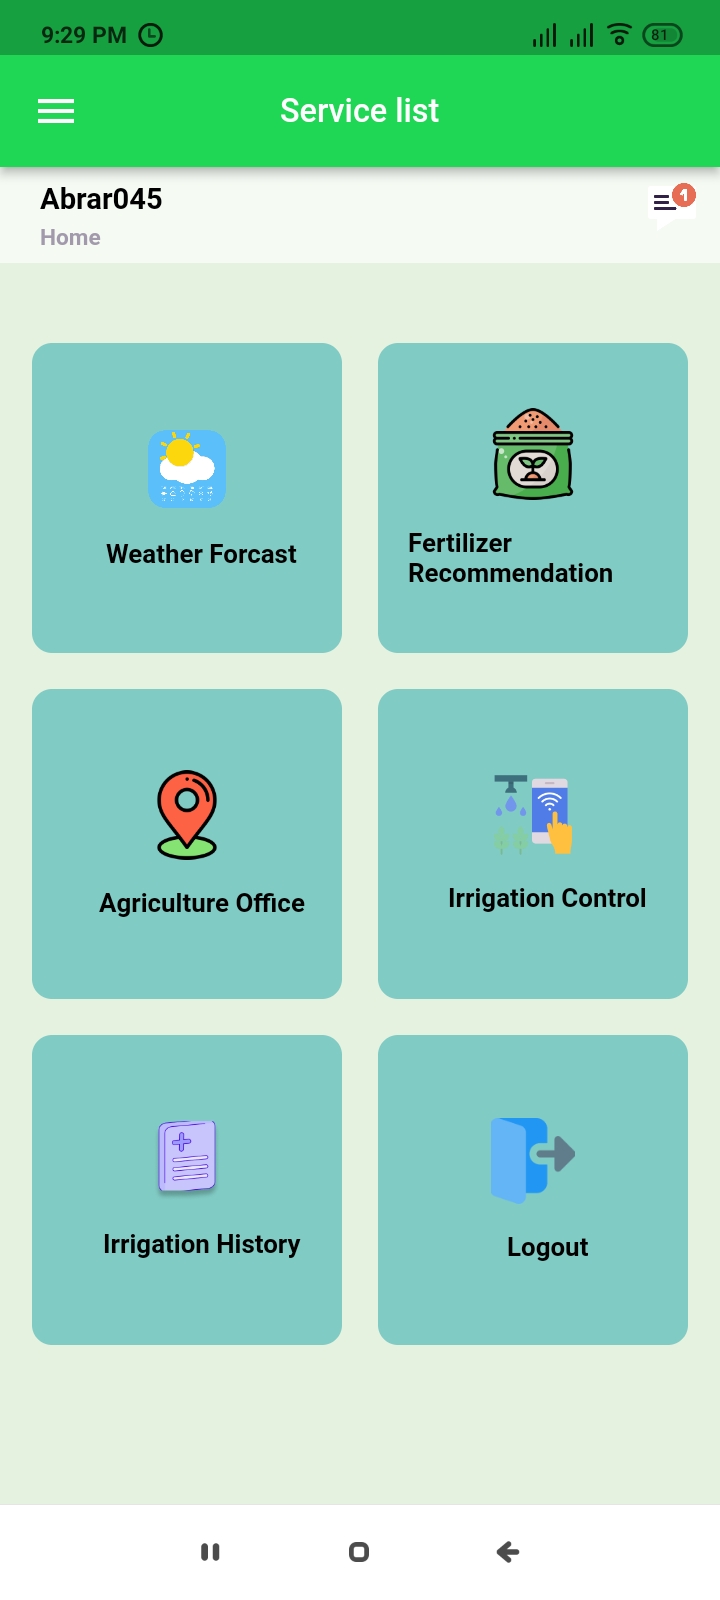 9:29 PM
81
Service list
Abrar045
1
Home
Weather Forcast
Fertilizer
Recommendation
Agriculture Office
Irrigation Control
Irrigation History
Logout